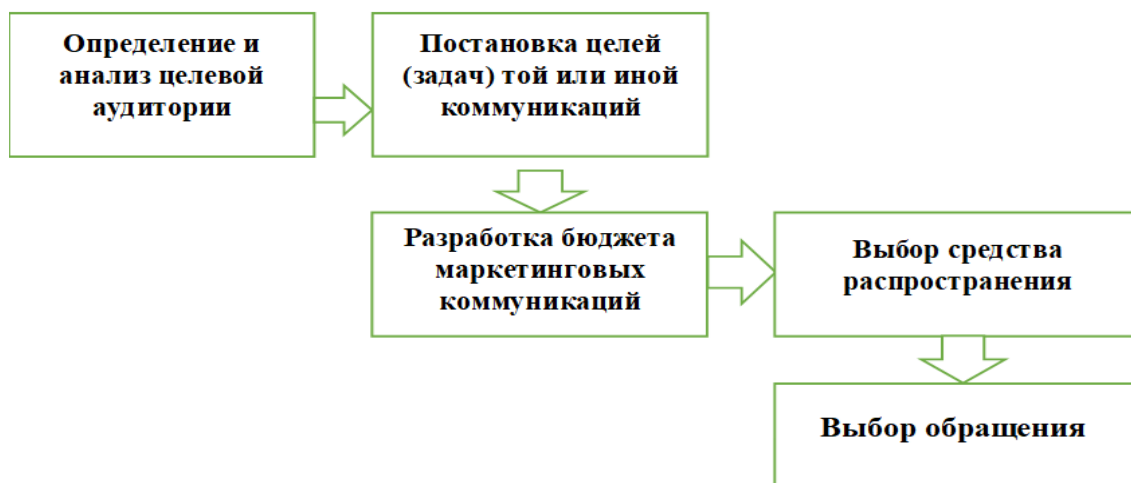 Определение и
анализ целевой
аудитории
Постановка целей
(задач) той или иной
коммуникаций
Разработка бюджета
маркетинговых
коммуникаций
Выбор средства
распространения
Выбор обращения